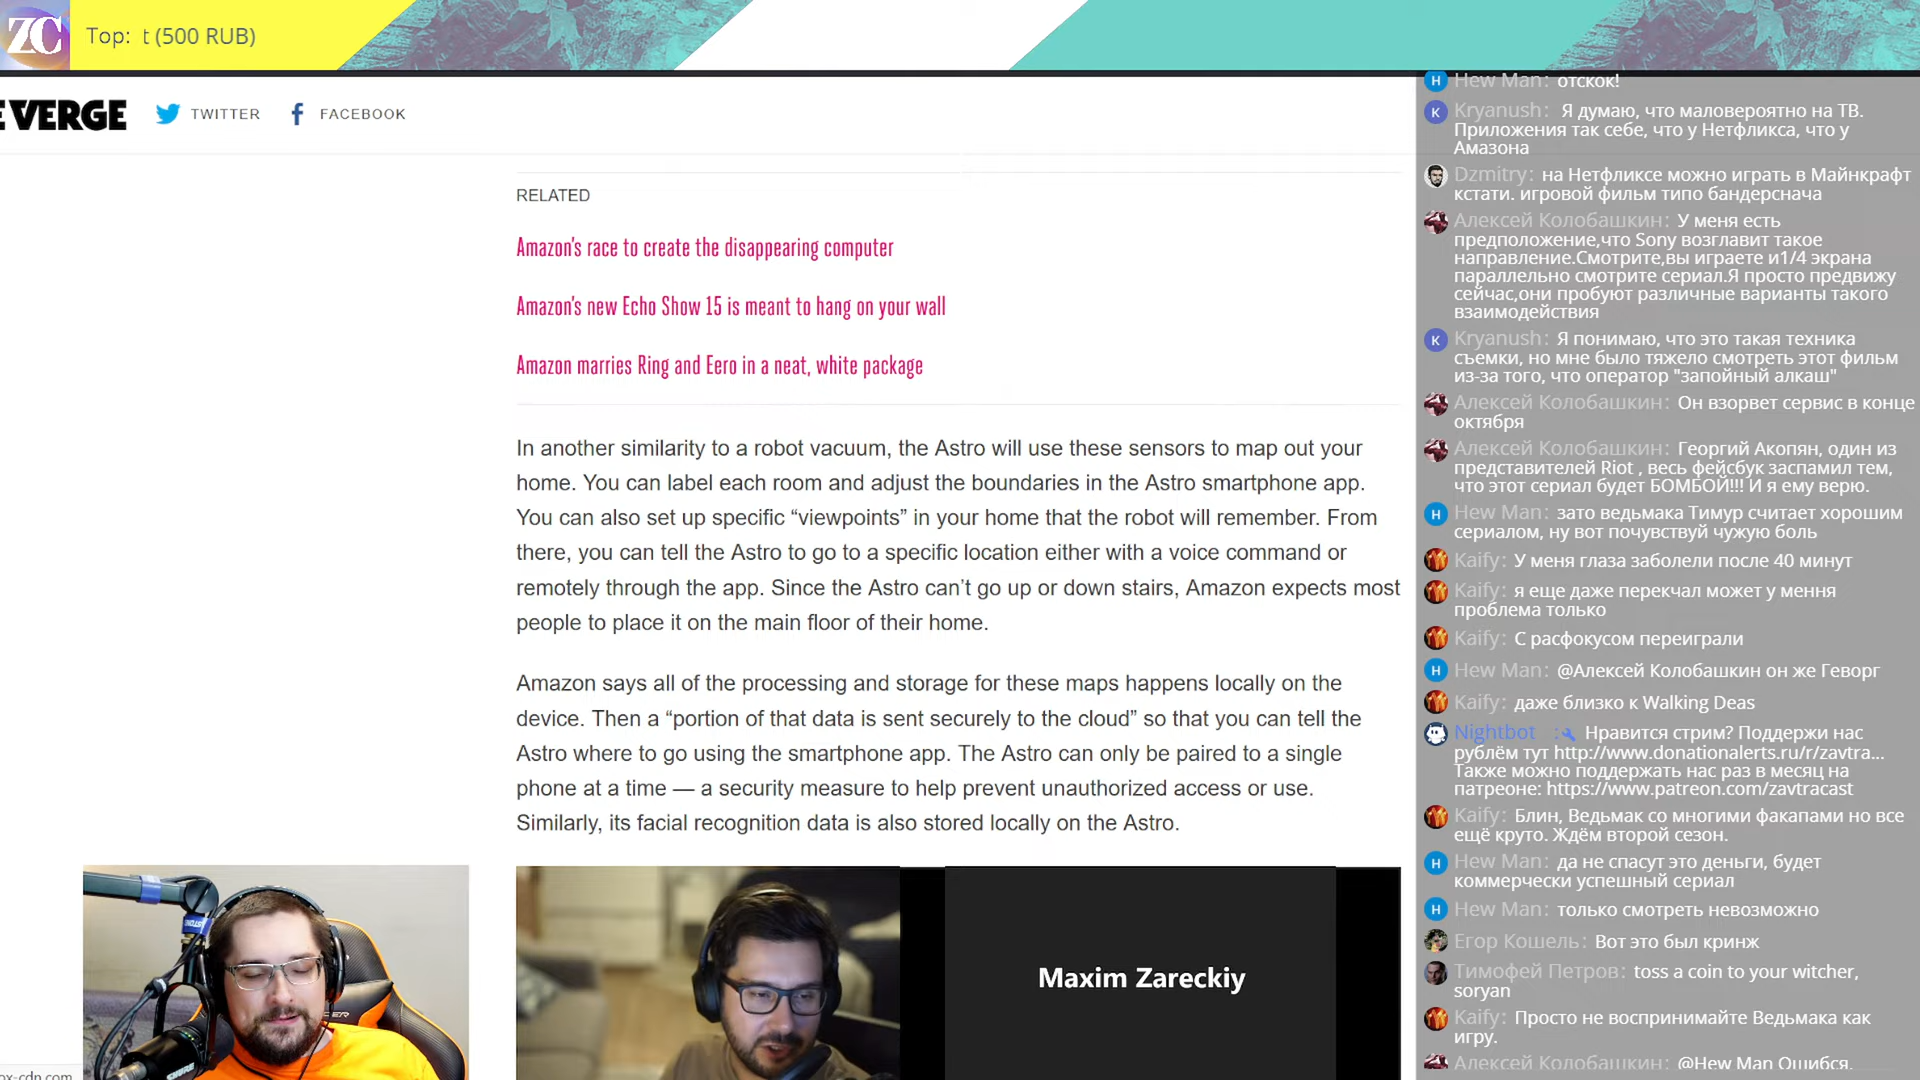 ZC
Top: t (500 RUB)
E VERGE
TWITTER
FACEBOOK
RELATED
Amazon's race to create the disappearing computer
Amazon's new Echo Show 15 is meant to hang on your wall
Amazon marries Ring and Eero in a neat, white package
In another similarity to a robot vacuum, the Astro will use these sensors to map out your
home. You can label each room and adjust the boundaries in the Astro smartphone app.
You can also set up specific “viewpoints” in your home that the robot will remember. From
there, you can tell the Astro to go to a specific location either with a voice command or
remotely through the app. Since the Astro can’t go up or down stairs, Amazon expects most
people to place it on the main floor of their home.
Amazon says all of the processing and storage for these maps happens locally on the
device. Then a “portion of that data is sent securely to the cloud” so that you can tell the
Astro where to go using the smartphone app. The Astro can only be paired to a single
phone at a time — a security measure to help prevent unauthorized access or use.
Similarly, its facial recognition data is also stored locally on the Astro.
Maxim Zareckiy
SHURE
ox-cdn.com
Hew Man: отскок!
Kryanush: Я думаю, что маловероятно на ТВ.
Приложения так себе, что у Нетфликса, что у
Амазона
Dzmitry: на Нетфликсе можно играть в Майнкрафт
кстати. игровой фильм типо бандерснача
Алексей Колобашкин: У меня есть
предположение,что Sony возглавит такое
направление.Смотрите,вы играете и1/4 экрана
параллельно смотрите сериал.Я просто предвижу
сейчас,они пробуют различные варианты такого
взаимодействия
Kryanush: Я понимаю, что это такая техника
съемки, но мне было тяжело смотреть этот фильм
из-за того, что оператор "запойный алкаш"
Алексей Колобашкин: Он взорвет сервис в конце
октября
Алексей Колобашкин: Георгий Акопян, один из
представителей Riot , весь фейсбук заспамил тем,
что этот сериал будет БОМБОЙ!!! И я ему верю.
Hew Man: зато ведьмака Тимур считает хорошим
сериалом, ну вот почувствуй чужую боль
Kaify: У меня глаза заболели после 40 минут
Kaify: я еще даже перекчал может у мення
проблема только
Kaify: С расфокусом переиграли
Hew Man: @Алексей Колобашкин он же Геворг
Kaify: даже близко к Walking Deas
Nightbot : Нравится стрим? Поддержи нас
рублём тут http://www.donationalerts.ru/r/zavtra...
Также можно поддержать нас раз в месяц на
патреоне: https://www.patreon.com/zavtracast
Kaify: Блин, Ведьмак со многими факапами но все
ещё круто. Ждём второй сезон.
Hew Man: да не спасут это деньги, будет
коммерчески успешный сериал
Hew Man: только смотреть невозможно
Егор Кошель: Вот это был кринж
Тимофей Петров: toss a coin to your witcher,
soryan
Kaify: Просто не воспринимайте Ведьмака как
игру.
Алексей Колобашкин: @Hew Man Ошибся.